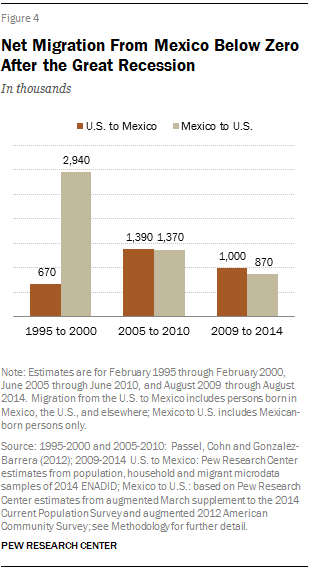 Figure 4
Net Migration From Mexico Below Zero
After the Great Recession
In thousands
U.S. to Mexico Mexico to U.S.
2,940
670
1,390 1,370
1,000 870
1995 to 2000 2005 to 2010 2009 to 2014
Note: Estimates are for February 1995 through February 2000,
June 2005 through June 2010, and August 2009 through August
2014. Migration from the U.S. to Mexico includes persons born in
Mexico, the U.S., and elsewhere; Mexico to U.S. includes Mexican-
born persons only.
Source: 1995-2000 and 2005-2010: Passel, Cohn and Gonzalez-
Barrera (2012); 2009-2014 U.S. to Mexico: Pew Research Center
estimates from population, household and migrant microdata
samples of 2014 ENADID; Mexico to U.S.: based on Pew Research
Center estimates from augmented March supplement to the 2014
Current Population Survey and augmented 2012 American
Community Survey; see Methodology for further detail.
PEW RESEARCH CENTER